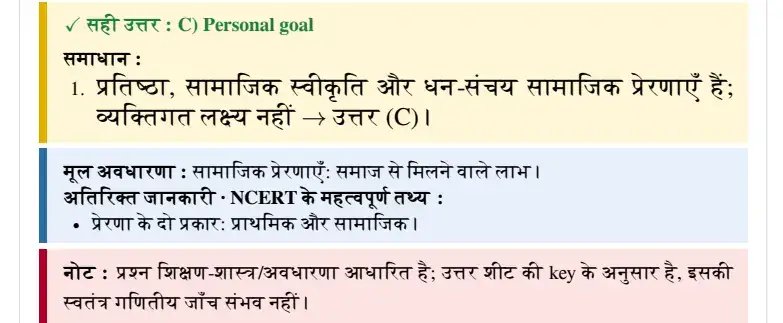 ✓ सही उत्तर : C) Personal goal
समाधान :
1. प्रतिष्ठा, सामाजिक स्वीकृति और धन-संचय सामाजिक प्रेरणाएँ हैं;
व्यक्तिगत लक्ष्य नहीं → उत्तर (C)।
मूल अवधारणा : सामाजिक प्रेरणाएँ: समाज से मिलने वाले लाभ।
अतिरिक्त जानकारी · NCERT के महत्वपूर्ण तथ्य :
• प्रेरणा के दो प्रकार: प्राथमिक और सामाजिक।
नोट : प्रश्न शिक्षण-शास्त्र/अवधारणा आधारित है; उत्तर शीट की key के अनुसार है, इसकी
स्वतंत्र गणितीय जाँच संभव नहीं।